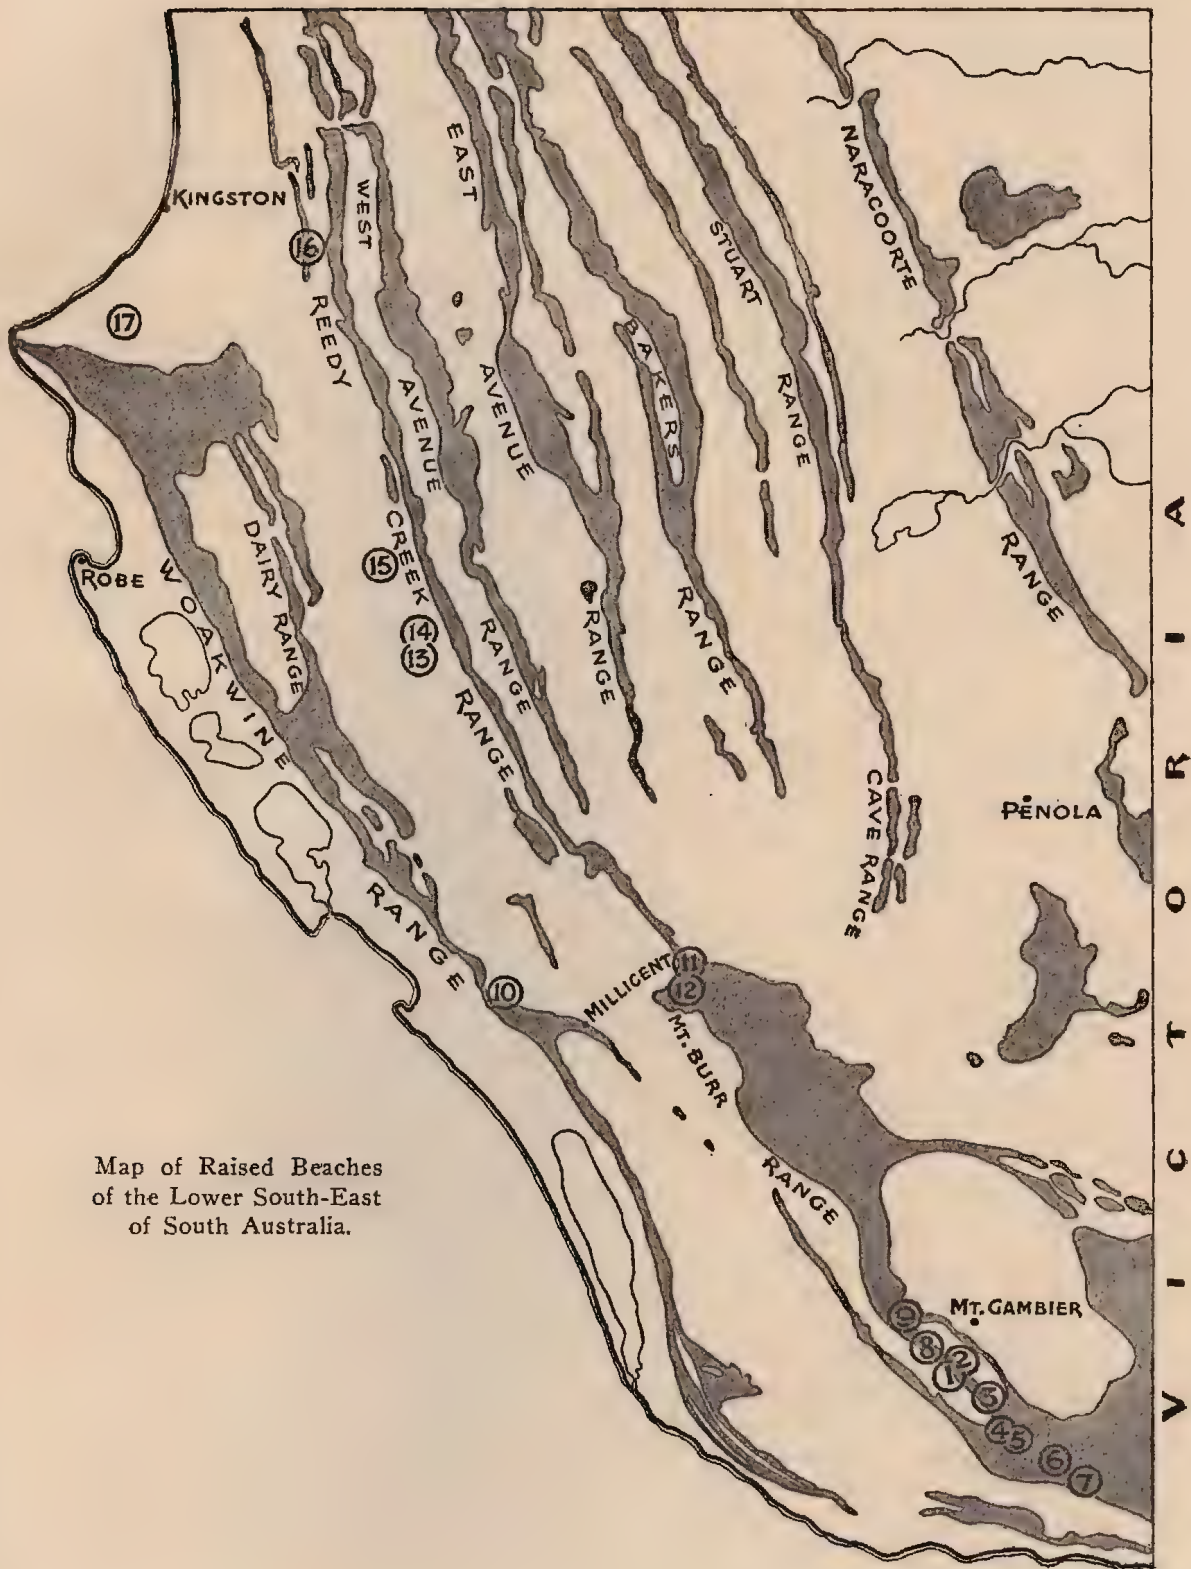 KINGSTON
16
17
WEST
AVENUE
RANGE
EAST
AVENUE
RANGE
REEDY
CREEK
RANGE
BAKERS
RANGE
STUART
RANGE
NARACOORTE
RANGE
ROBE
WOAKWINE
RANGE
DAIRY RANGE
15
14
13
CAVE RANGE
PENOLA
10
MILLICENT
11
12
MT. BURR
RANGE
MT. GAMBIER
9
8
2
1
3
4
5
6
7
VICTORIA
Map of Raised Beaches
of the Lower South-East
of South Australia.